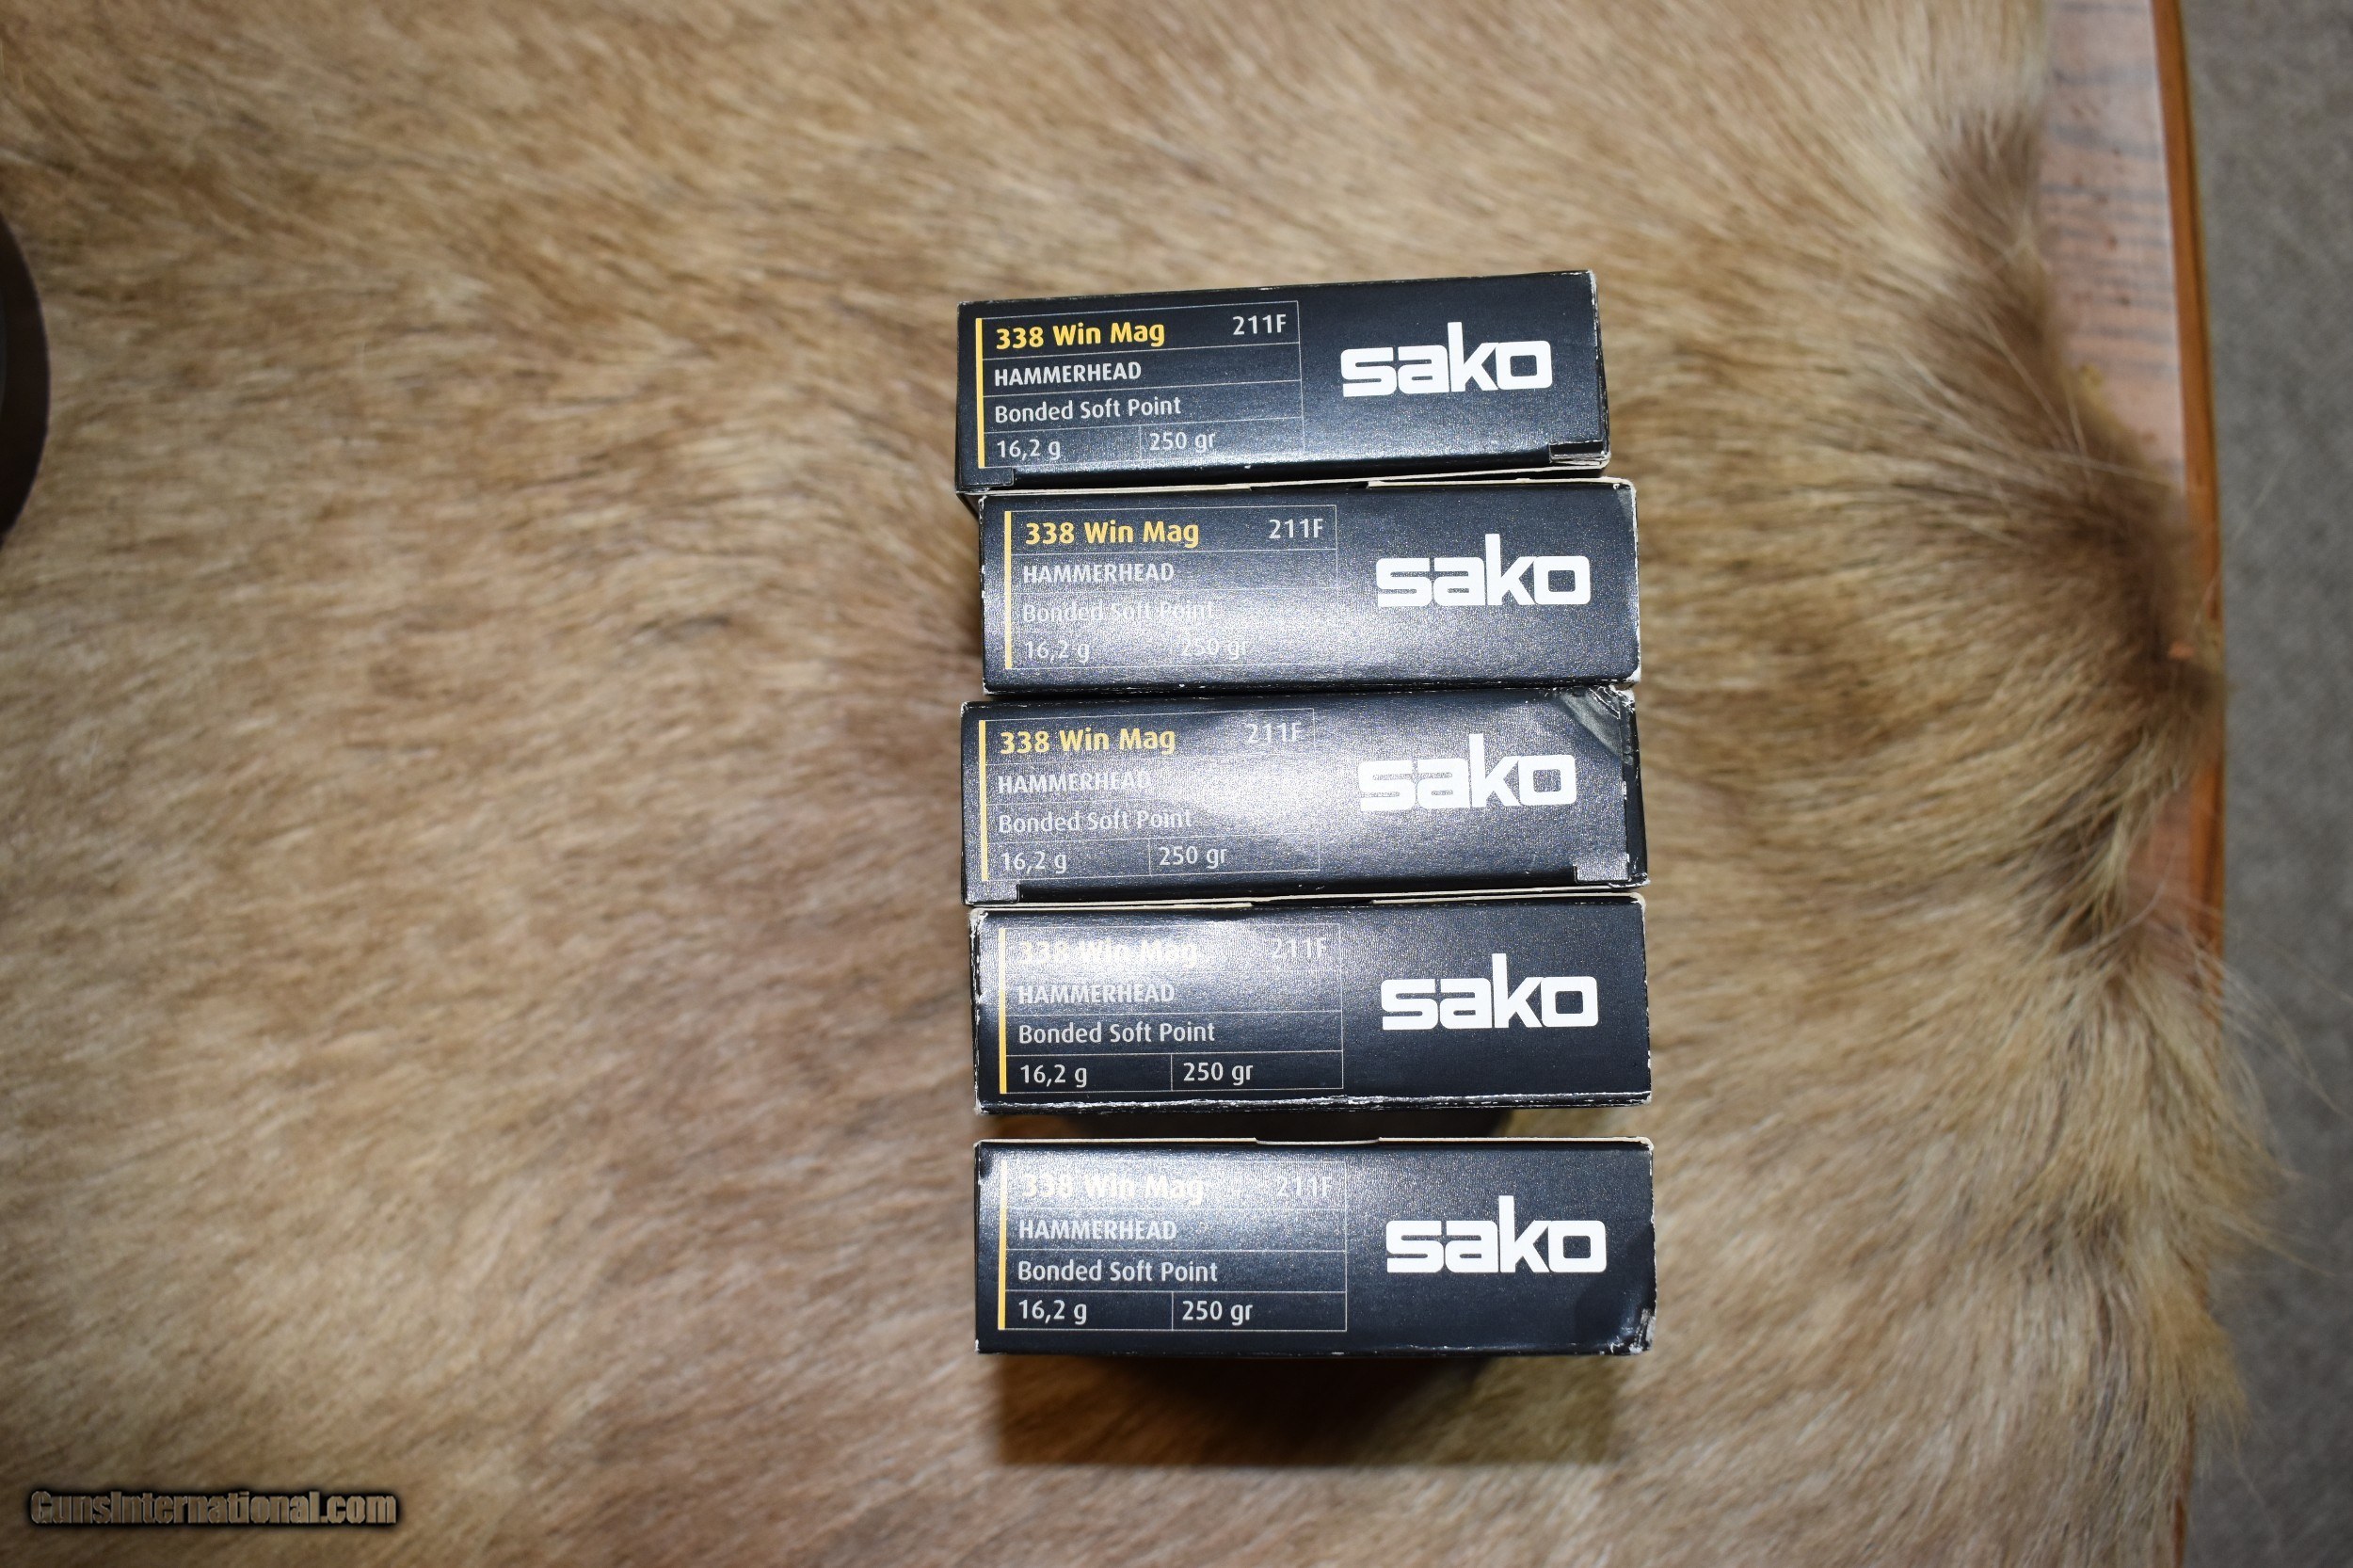 338 Win Mag 211F
HAMMERHEAD
Bonded Soft Point
16,2 g 250 gr
sako
338 Win Mag 211F
HAMMERHEAD
Bonded Soft Point
16,2 g 250 gr
sako
338 Win Mag 211F
HAMMERHEAD
Bonded Soft Point
16,2 g 250 gr
sako
338 Win Mag 211F
HAMMERHEAD
Bonded Soft Point
16,2 g 250 gr
sako
338 Win Mag 211F
HAMMERHEAD
Bonded Soft Point
16,2 g 250 gr
sako
GunsInternational.com